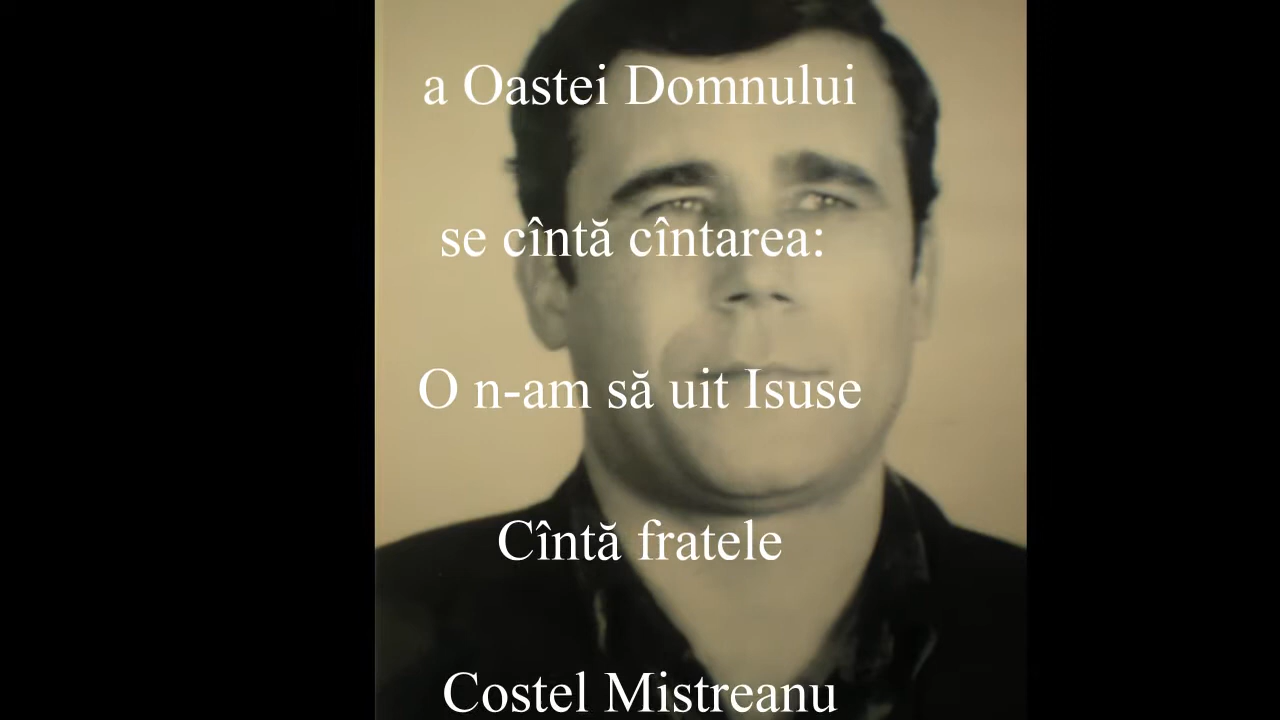 a Oastei Domnului
se cîntă cîntarea:
O n-am să uit Isuse
Cîntă fratele
Costel Mistreanu